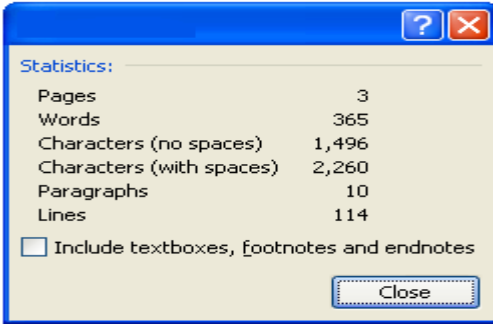 ?
Statistics:
Pages 3
Words 365
Characters (no spaces) 1,496
Characters (with spaces) 2,260
Paragraphs 10
Lines 114
Include textboxes, footnotes and endnotes
Close